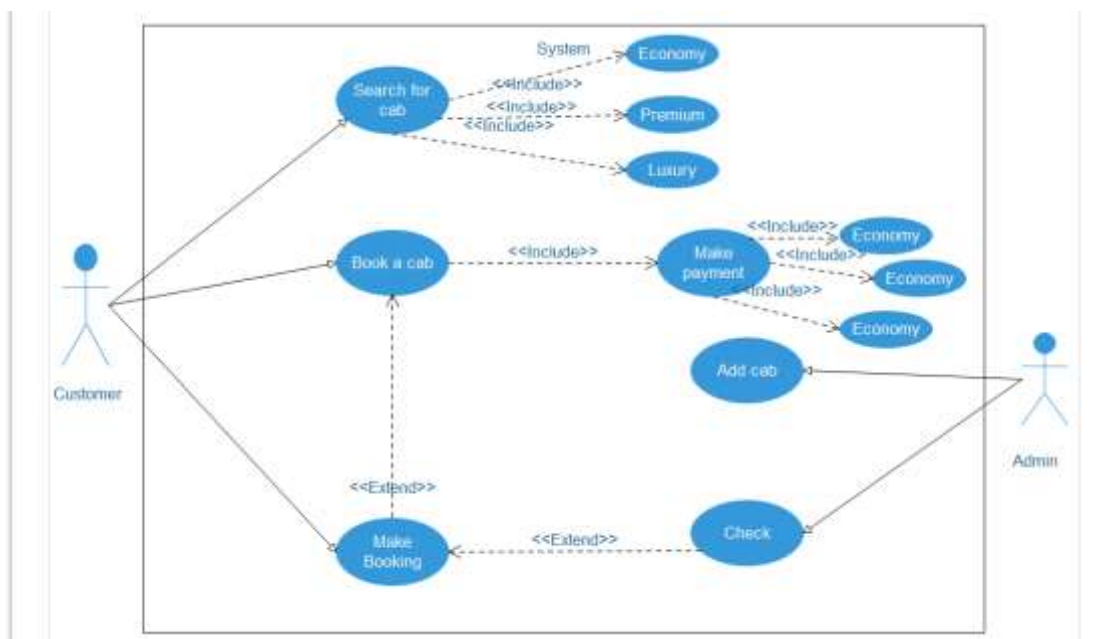 System
Economy
Search for
cab
<<Include>>
<<Include>>
Premium
<<Include>>
Luxury
<<Include>>
Economy
Book a cab
<<Include>>
Make
payment
<<Include>>
Economy
<<Include>>
Economy
Add cab
Customer
Admin
<<Extend>>
Make
Booking
<<Extend>>
Check